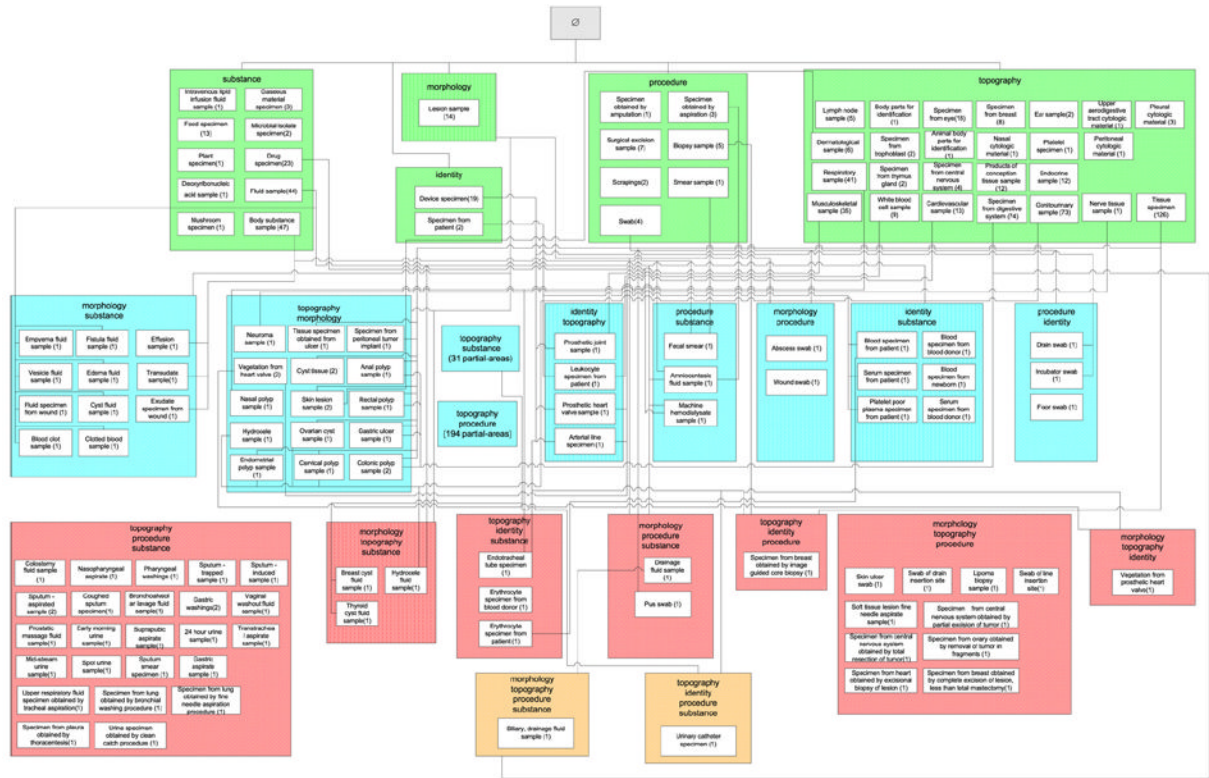 Ø
substance
Intravenous lipid
infusion fluid
sample (1)
Gaseous
material
specimen (3)
Food specimen
(13)
Microbial isolate
specimen(2)
Plant
specimen(1)
Drug
specimen(23)
Deoxyribonucleic
acid sample (1)
Fluid sample(44)
Mushroom
specimen (1)
Body substance
sample (47)
morphology
Lesion sample
(14)
identity
Device specimen(19)
Specimen from
patient (2)
procedure
Specimen
obtained by
amputation (1)
Specimen
obtained by
aspiration (3)
Surgical excision
sample (7)
Biopsy sample (5)
Scrapings(2)
Smear sample (1)
Swab(4)
topography
Lymph node
sample (5)
Body parts for
identification
(1)
Specimen
from eye(18)
Specimen
from breast
(8)
Ear sample(2)
Upper
aerodigestive
tract cytologic
material (1)
Pleural
cytologic
material (3)
Dermatological
sample (6)
Specimen
from
trophoblast (2)
Animal body
parts for
identification
(1)
Nasal
cytologic
material (1)
Platelet
specimen (1)
Peritoneal
cytologic
material (1)
Respiratory
sample (41)
Specimen
from thymus
gland (2)
Specimen
from central
nervous
system (4)
Products of
conception
tissue sample
(12)
Endocrine
sample (12)
Musculoskeletal
sample (35)
White blood
cell sample
(9)
Cardiovascular
sample (13)
Specimen
from digestive
system (74)
Genitourinary
sample (73)
Nerve tissue
sample (1)
Tissue
specimen
(126)
morphology
substance
Empyema fluid
sample (1)
Fistula fluid
sample (1)
Effusion
sample (1)
Vesicle fluid
sample (1)
Edema fluid
sample (1)
Transudate
sample(1)
Fluid specimen
from wound (1)
Cyst fluid
sample (1)
Exudate
specimen from
wound (1)
Blood clot
sample (1)
Clotted blood
sample (1)
topography
morphology
Neuroma
sample (1)
Tissue specimen
obtained from
ulcer (1)
Specimen from
peritoneal tumor
implant (1)
Vegetation from
heart valve (3)
Cyst tissue (2)
Anal polyp
sample (1)
Nasal polyp
sample (1)
Skin lesion
sample (2)
Rectal polyp
sample (1)
Hydrocele
sample (1)
Ovarian cyst
sample (1)
Gastric ulcer
sample (1)
Endometrial
polyp sample
(1)
Cervical polyp
sample (1)
Colonic polyp
sample (2)
topography
substance
(31 partial-areas)
topography
procedure
[194 partial-areas]
identity
topography
Prosthetic joint
sample (1)
Leukocyte
specimen from
patient (1)
Prosthetic heart
valve sample (1)
Arterial line
specimen (1)
procedure
substance
Fecal smear (1)
Amniocentesis
fluid sample (1)
Machine
hemodialysate
sample (1)
morphology
procedure
Abscess swab (1)
Wound swab (1)
identity
substance
Blood specimen
from patient (1)
Blood
specimen from
blood donor (1)
Serum specimen
from patient (1)
Blood
specimen from
newborn (1)
Platelet poor
plasma specimen
from patient (1)
Serum
specimen from
blood donor (1)
procedure
identity
Drain swab (1)
Incubator swab
(1)
Floor swab (1)
topography
procedure
substance
Colostomy
fluid sample
(1)
Nasopharyngeal
aspirate (1)
Pharyngeal
washings (1)
Sputum -
trapped
sample (1)
Sputum -
induced
sample (1)
Sputum -
aspirated
sample (2)
Coughed
sputum
specimen(1)
Bronchoalveol
ar lavage fluid
sample(1)
Gastric
washings(2)
Vaginal
washout fluid
sample (1)
Prostatic
massage fluid
sample (1)
Early morning
urine
sample (1)
Suprapubic
aspirate
sample(1)
24 hour urine
sample (1)
Transtrachea
l aspirate
sample(1)
Mid-stream
urine
sample(1)
Spot urine
sample(1)
Sputum
smear
specimen (1)
Gastric
aspirate
sample (1)
Upper respiratory fluid
specimen obtained by
tracheal aspiration(1)
Specimen from lung
obtained by bronchial
washing procedure (1)
Specimen from lung
obtained by fine
needle aspiration
procedure (1)
Specimen from pleura
obtained by
thoracentesis(1)
Urine specimen
obtained by clean
catch procedure (1)
morphology
topography
substance
Breast cyst
fluid
sample (1)
Hydrocele fluid
sample(1)
Thyroid
cyst fluid
sample(1)
topography
identity
substance
Endotracheal
tube specimen
(1)
Erythrocyte
specimen from
blood donor (1)
Erythrocyte
specimen from
patient (1)
morphology
procedure
substance
Drainage
fluid sample
(1)
Pus swab (1)
topography
identity
procedure
Specimen from breast
obtained by image
guided core biopsy(1)
morphology
topography
procedure
Skin ulcer
swab (1)
Swab of drain
insertion site
(1)
Lipoma
biopsy
sample (1)
Swab of line
insertion
site(1)
Soft tissue lesion fine
needle aspirate
sample(1)
Specimen from central
nervous system obtained by
partial excision of tumor(1)
Specimen from central
nervous system
obtained by total
resection of tumor(1)
Specimen from ovary obtained
by removal of tumor in
fragments (1)
Specimen from heart
obtained by excisional
biopsy of lesion (1)
Specimen from breast obtained
by complete excision of lesion,
less than total mastectomy(1)
morphology
topography
identity
Vegetation from
prosthetic heart
valve(1)
morphology
topography
procedure
substance
Biliary, drainage fluid
sample (1)
topography
identity
procedure
substance
Urinary catheter
specimen (1)